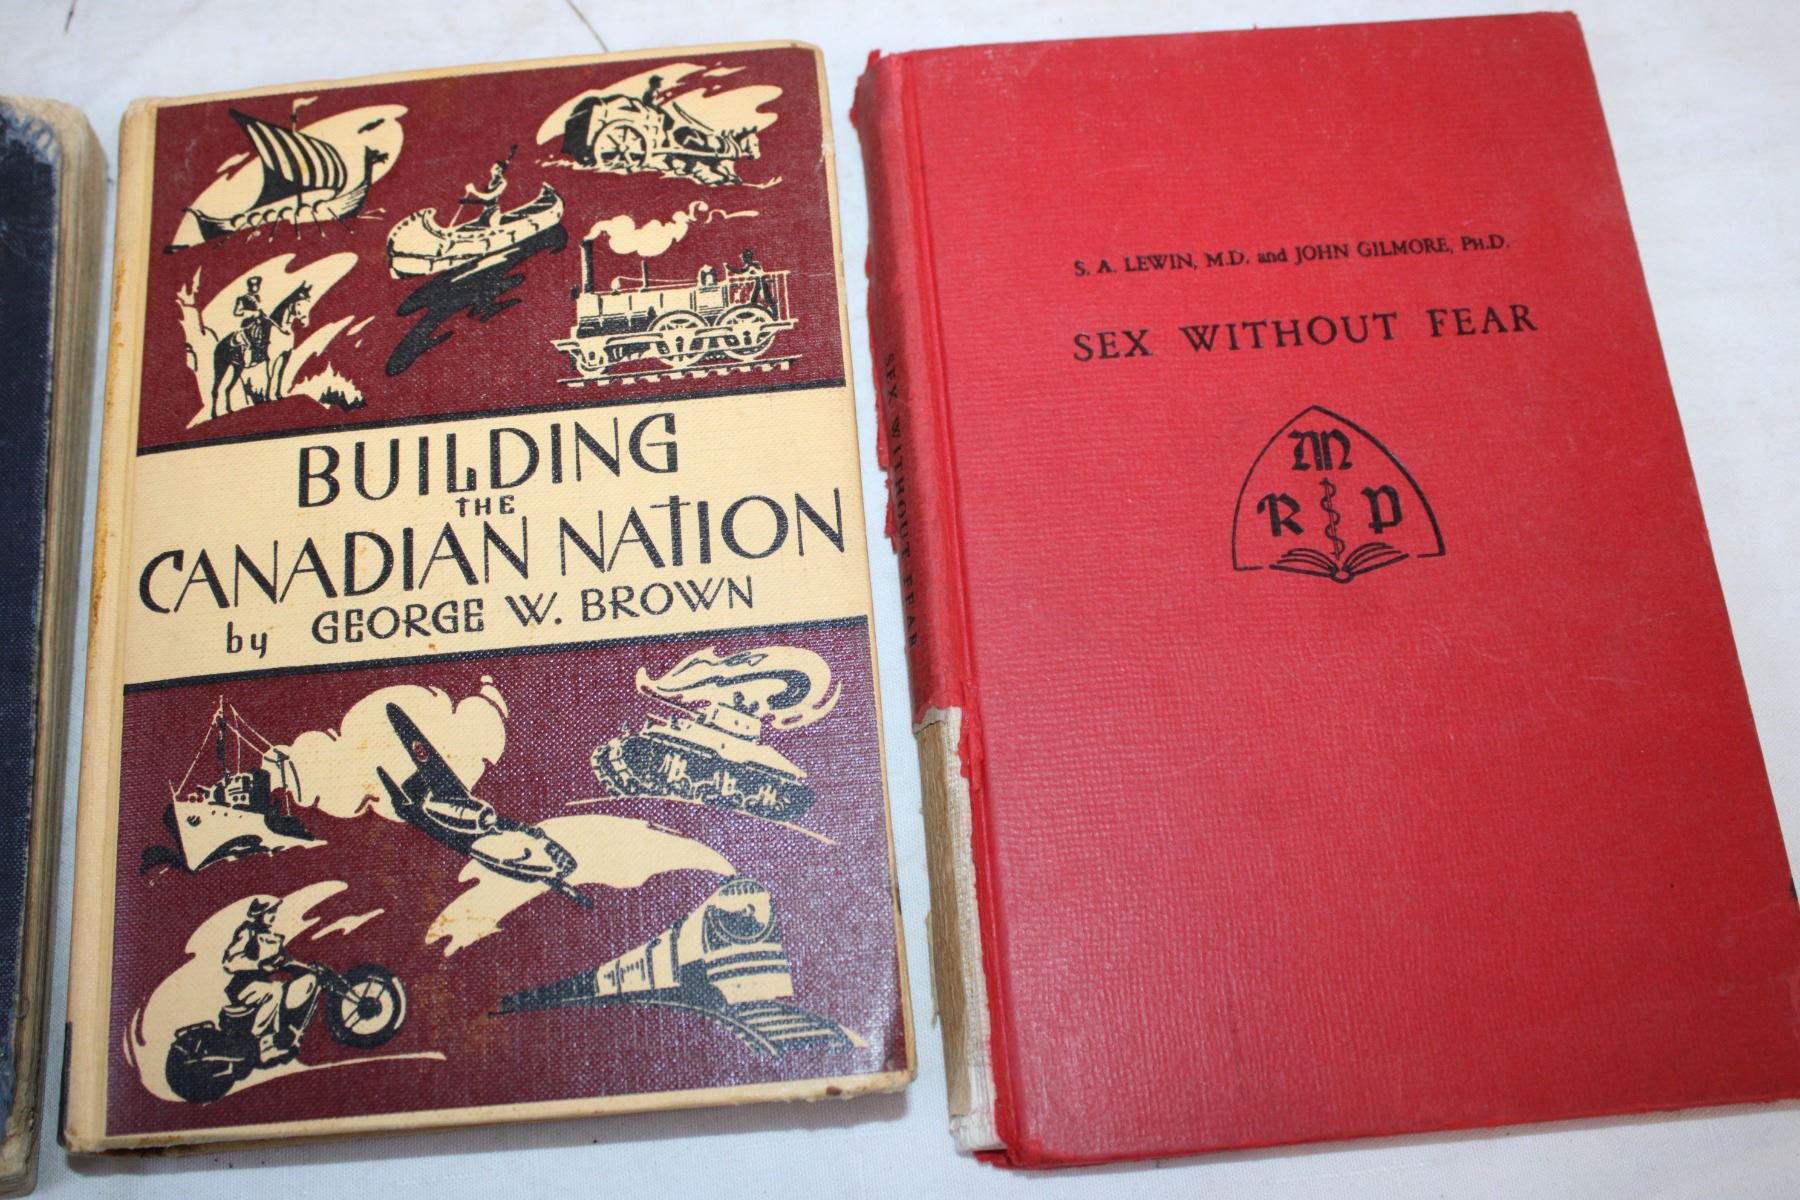 BUILDING
THE
CANADIAN NATION
by GEORGE W. BROWN
SEX WITHOUT FEAR
S. A. LEWIN, M.D. and JOHN GILMORE, PH.D.
SEX WITHOUT FEAR
M
R P